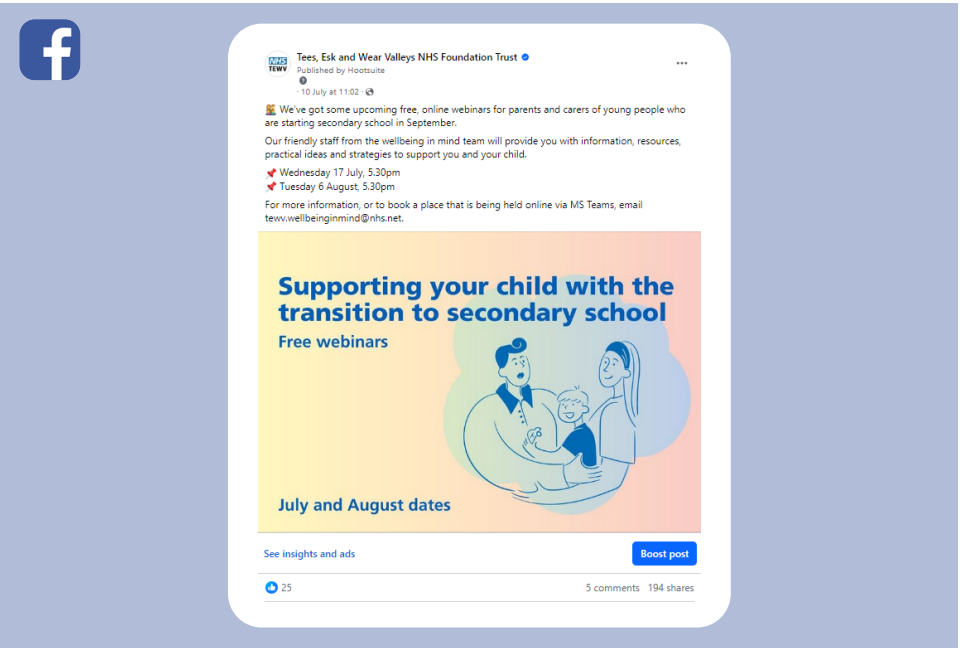 f
Tees, Esk and Wear Valleys NHS Foundation Trust
NHS
TEWV
Published by Hootsuite
· 10 July at 11:02 ·
We've got some upcoming free, online webinars for parents and carers of young people who
are starting secondary school in September.
Our friendly staff from the wellbeing in mind team will provide you with information, resources,
practical ideas and strategies to support you and your child.
Wednesday 17 July, 5.30pm
Tuesday 6 August, 5.30pm
For more information, or to book a place that is being held online via MS Teams, email
tewv.wellbeinginmind@nhs.net.
Supporting your child with the
transition to secondary school
Free webinars
July and August dates
See insights and ads
Boost post
25
5 comments 194 shares